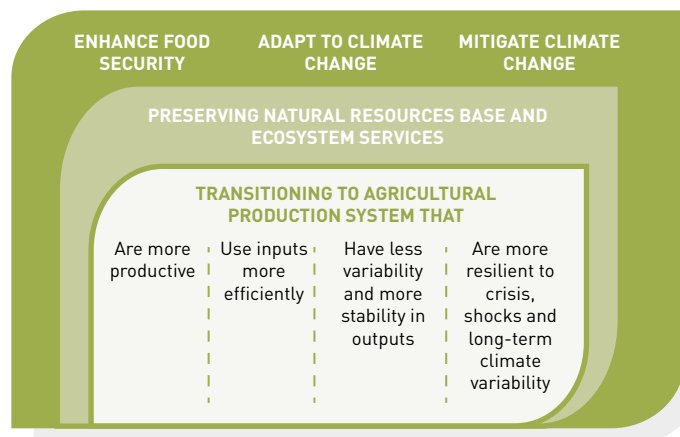 ENHANCE FOOD
SECURITY
ADAPT TO CLIMATE
CHANGE
MITIGATE CLIMATE
CHANGE
PRESERVING NATURAL RESOURCES BASE AND
ECOSYSTEM SERVICES
TRANSITIONING TO AGRICULTURAL
PRODUCTION SYSTEM THAT
Are more
productive
Use inputs
more
efficiently
Have less
variability
and more
stability in
outputs
Are more
resilient to
crisis,
shocks and
long-term
climate
variability